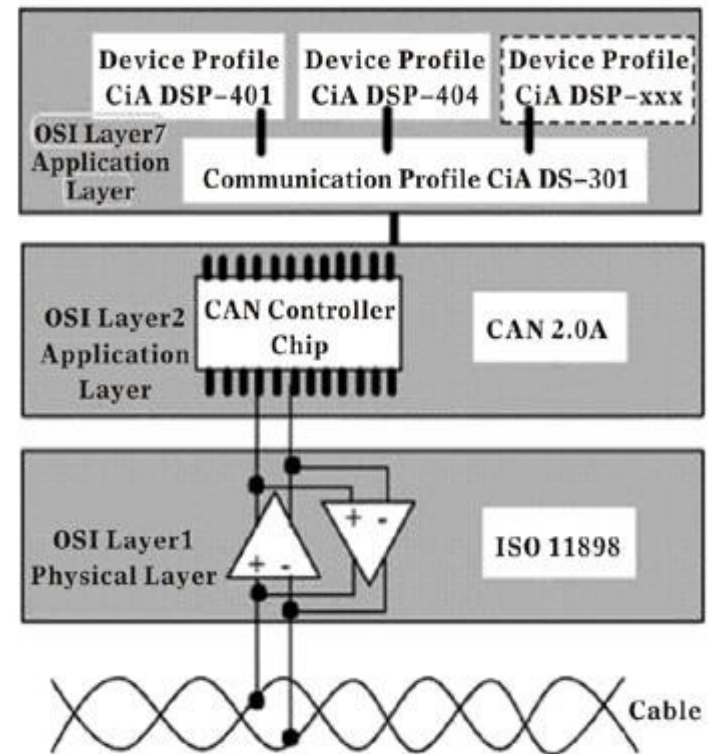 Device Profile
CiA DSP-401
Device Profile
CiA DSP-404
Device Profile
CiA DSP-xxx
OSI Layer7
Application
Layer
Communication Profile CiA DS-301
OSI Layer2
Application
Layer
CAN Controller
Chip
CAN 2.0A
OSI Layer1
Physical Layer
+ -
+ -
ISO 11898
Cable